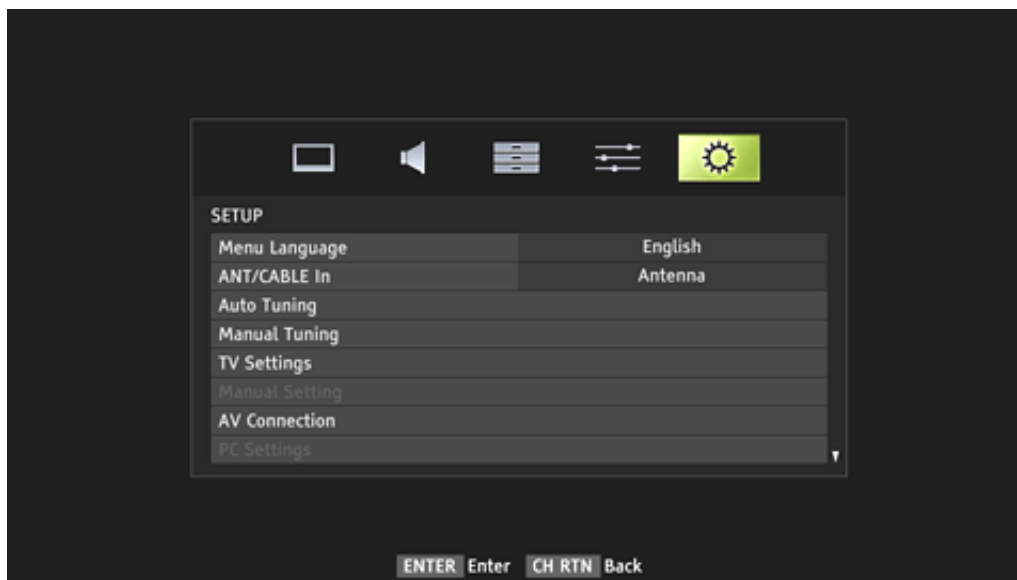 SETUP
Menu Language English
ANT/CABLE In Antenna
Auto Tuning
Manual Tuning
TV Settings
Manual Setting
AV Connection
PC Settings
ENTER Enter CH RTN Back